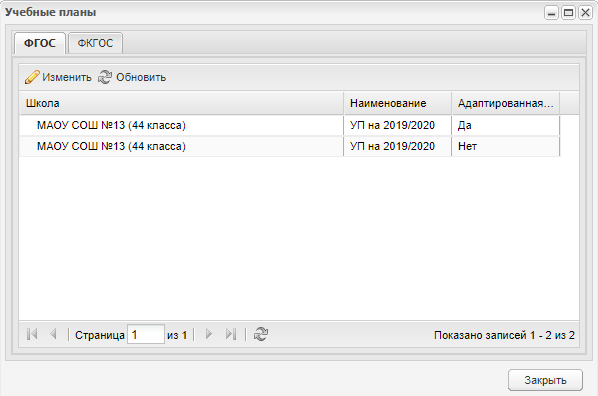 Учебные планы
ФГОС ФКГОС
Изменить Обновить
Школа Наименование Адаптированная...
МАОУ СОШ №13 (44 класса) УП на 2019/2020 Да
МАОУ СОШ №13 (44 класса) УП на 2019/2020 Нет
Страница 1 из 1 Показано записей 1 - 2 из 2
Закрыть